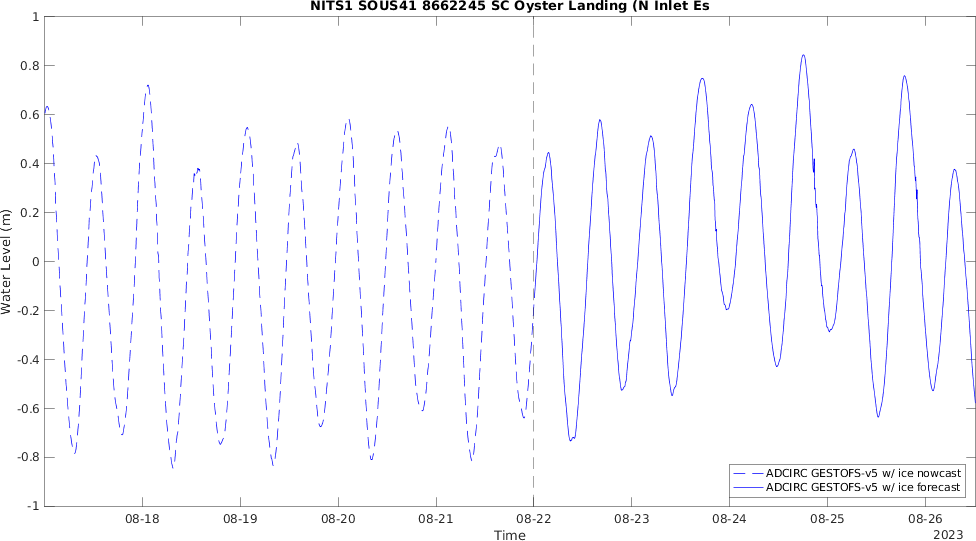 NITS1 SOUS41 8662245 SC Oyster Landing (N Inlet Es
Water Level (m)
1
0.8
0.6
0.4
0.2
0
-0.2
-0.4
-0.6
-0.8
-1
08-18 08-19 08-20 08-21 08-22 08-23 08-24 08-25 08-26
Time
2023
ADCIRC GESTOFS-v5 w/ ice nowcast
ADCIRC GESTOFS-v5 w/ ice forecast